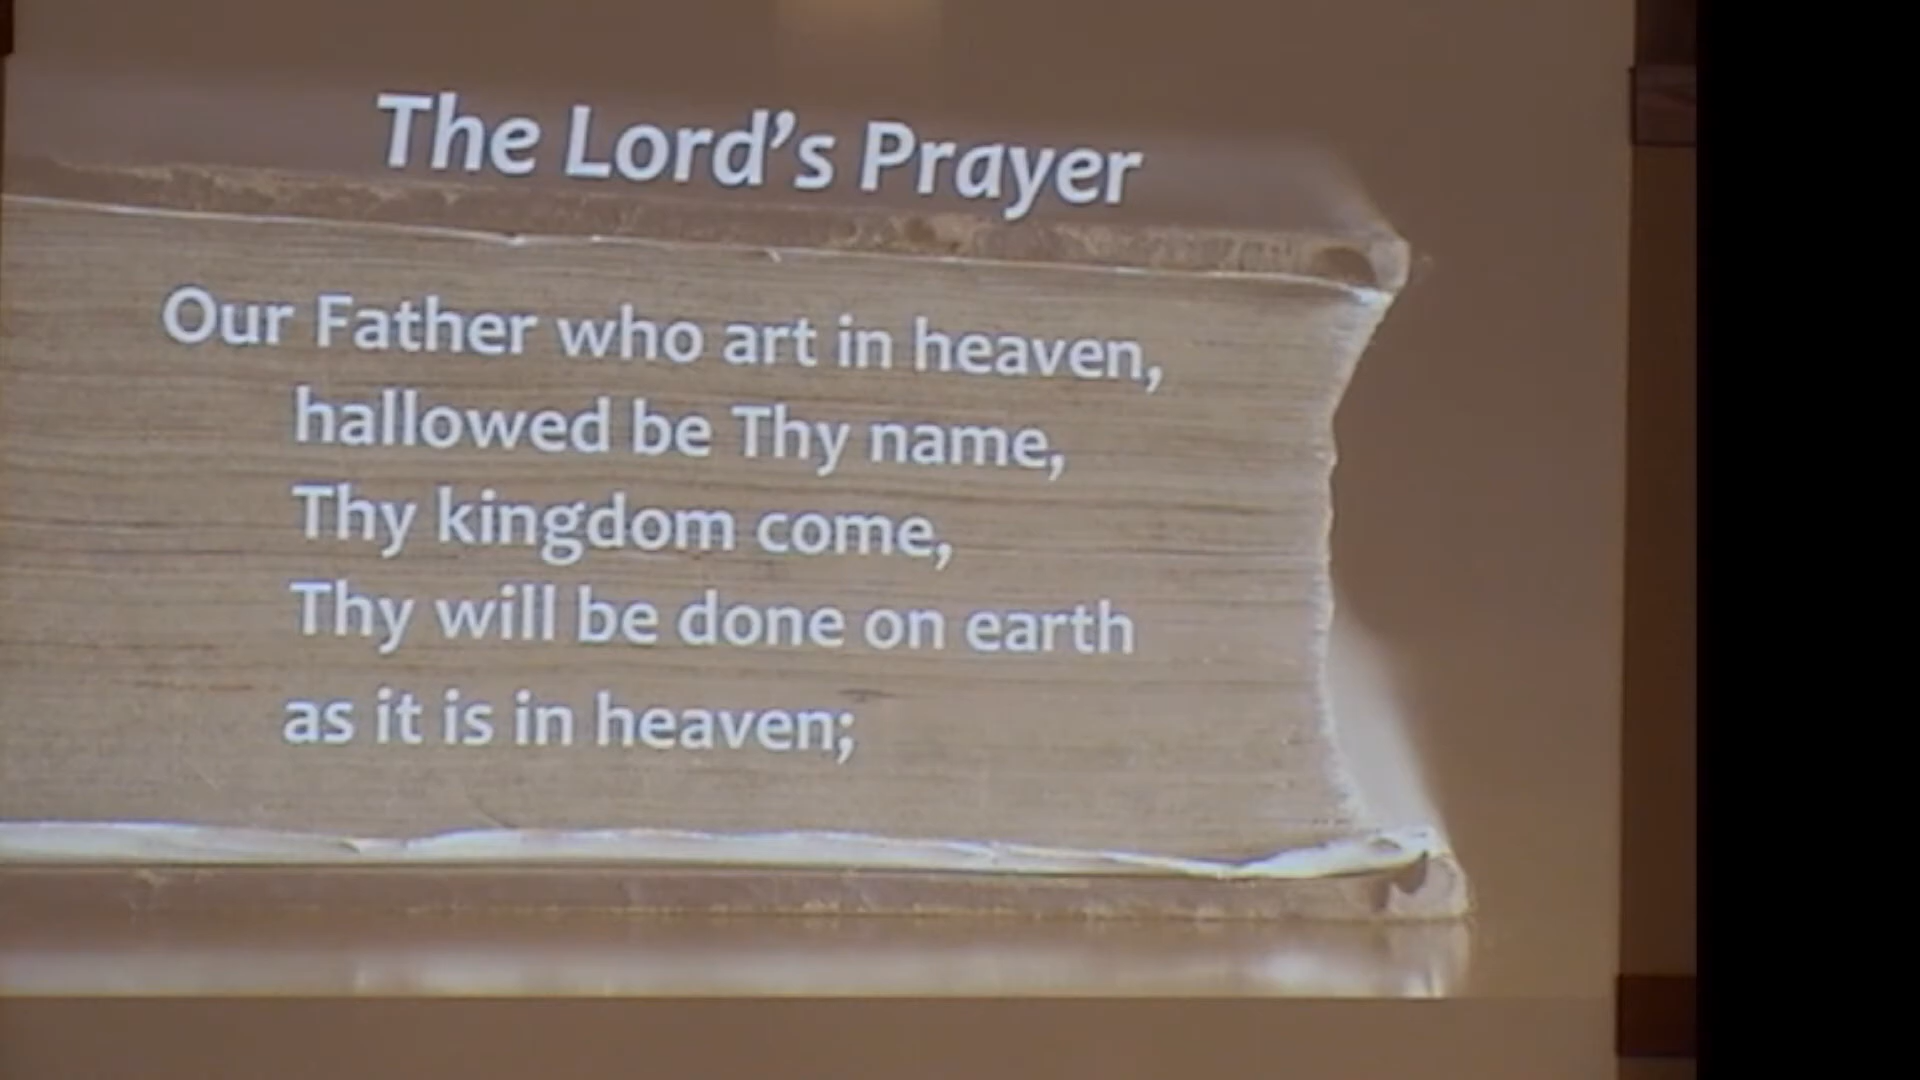 The Lord's Prayer
Our Father who art in heaven,
hallowed be Thy name,
Thy kingdom come,
Thy will be done on earth
as it is in heaven;